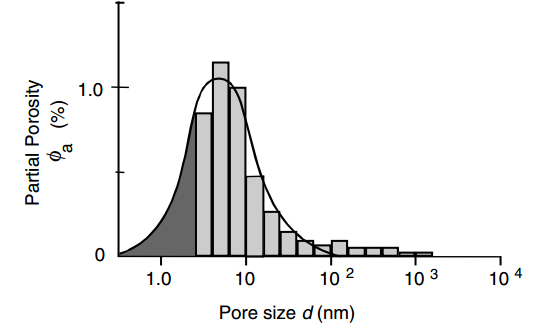 Partial Porosity
ϕa (%)
1.0
0
1.0 10 10 2 10 3 10 4
Pore size d (nm)